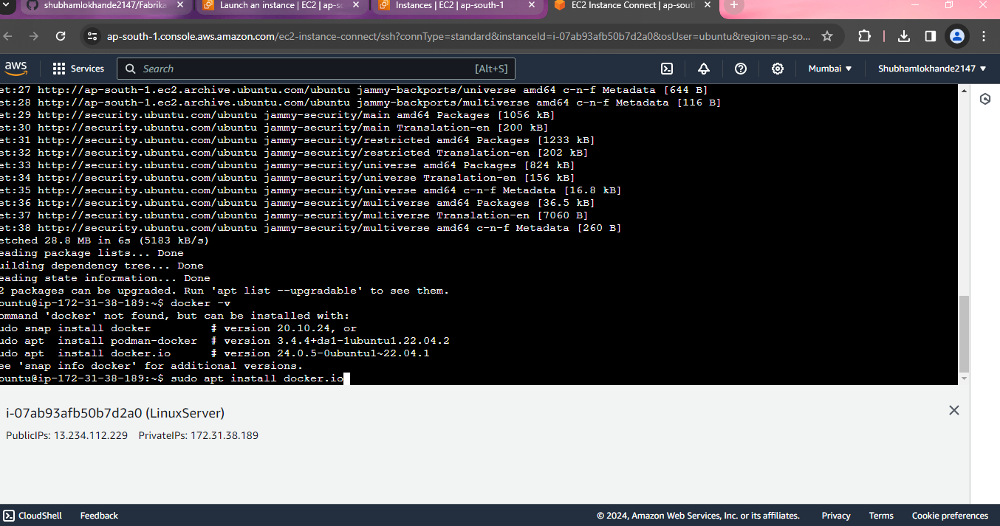 shubhamlokhande2147/Fabrika
Launch an instance | EC2 | ap-so
Instances | EC2 | ap-south-1
EC2 Instance Connect | ap-sout
ap-south-1.console.aws.amazon.com/ec2-instance-connect/ssh?connType=standard&instanceId=i-07ab93afb50b7d2a0&osUser=ubuntu&region=ap-so...
aws
Services
Search
[Alt+S]
Mumbai
Shubhamlokhande2147
et:27 http://ap-south-1.ec2.archive.ubuntu.com/ubuntu jammy-backports/universe amd64 c-n-f Metadata [644 B]
et:28 http://ap-south-1.ec2.archive.ubuntu.com/ubuntu jammy-backports/multiverse amd64 c-n-f Metadata [116 B]
et:29 http://security.ubuntu.com/ubuntu jammy-security/main amd64 Packages [1056 kB]
et:30 http://security.ubuntu.com/ubuntu jammy-security/main Translation-en [200 kB]
et:31 http://security.ubuntu.com/ubuntu jammy-security/restricted amd64 Packages [1233 kB]
et:32 http://security.ubuntu.com/ubuntu jammy-security/restricted Translation-en [202 kB]
et:33 http://security.ubuntu.com/ubuntu jammy-security/universe amd64 Packages [824 kB]
et:34 http://security.ubuntu.com/ubuntu jammy-security/universe Translation-en [156 kB]
et:35 http://security.ubuntu.com/ubuntu jammy-security/universe amd64 c-n-f Metadata [16.8 kB]
et:36 http://security.ubuntu.com/ubuntu jammy-security/multiverse amd64 Packages [36.5 kB]
et:37 http://security.ubuntu.com/ubuntu jammy-security/multiverse Translation-en [7060 B]
et:38 http://security.ubuntu.com/ubuntu jammy-security/multiverse amd64 c-n-f Metadata [260 B]
etched 28.8 MB in 6s (5183 kB/s)
eading package lists... Done
uilding dependency tree... Done
eading state information... Done
2 packages can be upgraded. Run 'apt list --upgradable' to see them.
buntu@ip-172-31-38-189:~$ docker -v
ommand 'docker' not found, but can be installed with:
udo snap install docker         # version 20.10.24, or
udo apt  install podman-docker  # version 3.4.4+ds1-1ubuntu1.22.04.2
udo apt  install docker.io      # version 24.0.5-0ubuntu1~22.04.1
ee 'snap info docker' for additional versions.
buntu@ip-172-31-38-189:~$ sudo apt install docker.io
i-07ab93afb50b7d2a0 (LinuxServer)
PublicIPs: 13.234.112.229 PrivateIPs: 172.31.38.189
CloudShell
Feedback
© 2024, Amazon Web Services, Inc. or its affiliates.
Privacy
Terms
Cookie preferences